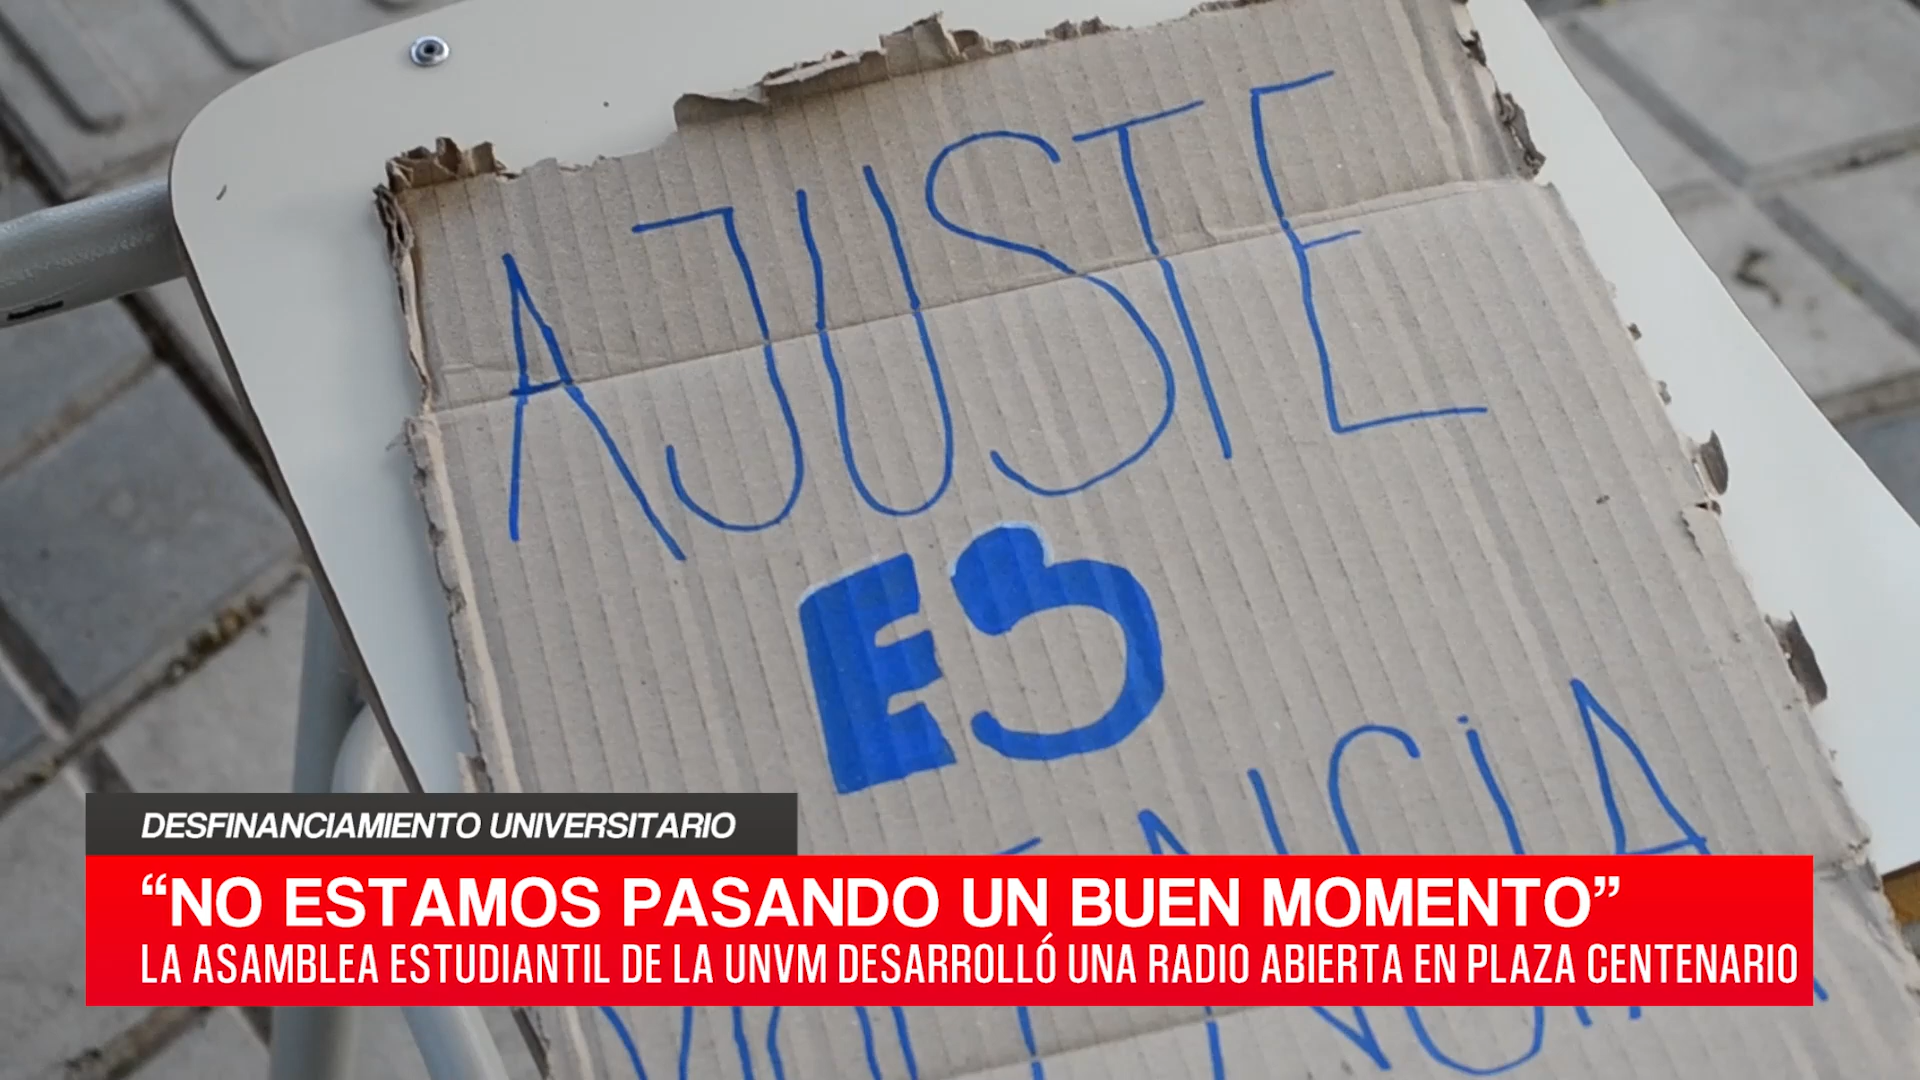 AJUSTE
ES
DESFINANCIAMIENTO UNIVERSITARIO
“NO ESTAMOS PASANDO UN BUEN MOMENTO”
LA ASAMBLEA ESTUDIANTIL DE LA UNVM DESARROLLÓ UNA RADIO ABIERTA EN PLAZA CENTENARIO